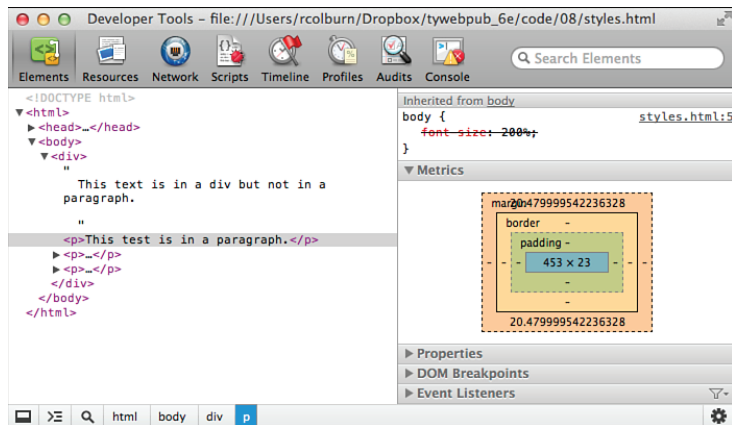 Developer Tools - file:///Users/rcolburn/Dropbox/tywebpub_6e/code/08/styles.html
Elements Resources Network Scripts Timeline Profiles Audits Console Search Elements
<!DOCTYPE html>
▼<html>
▶<head>…</head>
▼<body>
▼<div>
"
This text is in a div but not in a
paragraph.
"
<p>This test is in a paragraph.</p>
▶<p>…</p>
▶<p>…</p>
</div>
</body>
</html>
Inherited from body
body { styles.html:5
font-size: 200%;
}
▼Metrics
margin 20.479999542236328
border -
padding -
- - - 453 × 23 - - -
-
-
20.479999542236328
▶Properties
▶DOM Breakpoints
▶Event Listeners
html body div p